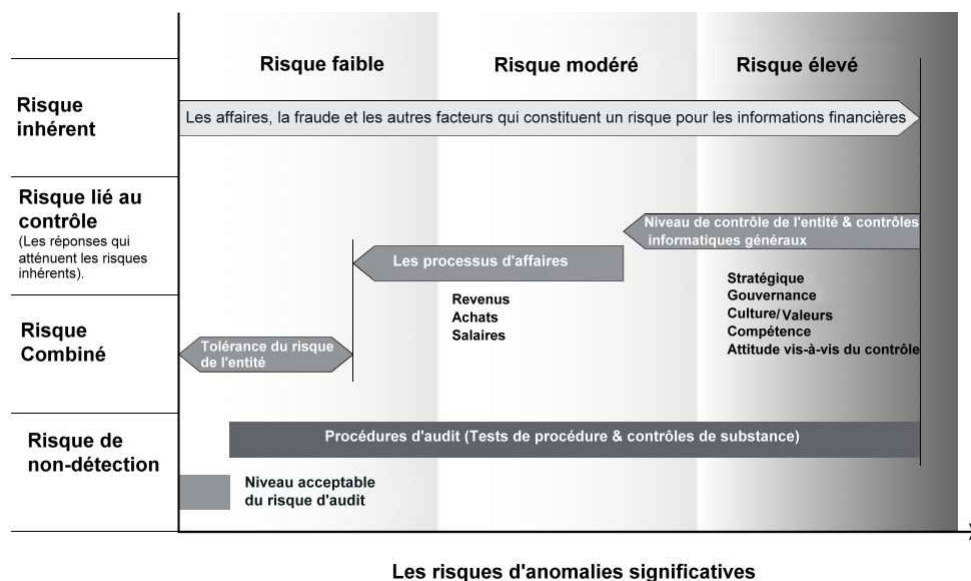 Risque faible
Risque modéré
Risque élevé
Risque
inhérent
Les affaires, la fraude et les autres facteurs qui constituent un risque pour les informations financières
Risque lié au
contrôle
(Les réponses qui
atténuent les risques
inhérents).
Niveau de contrôle de l'entité & contrôles
informatiques généraux
Les processus d'affaires
Revenus
Achats
Salaires
Stratégique
Gouvernance
Culture/Valeurs
Compétence
Attitude vis-à-vis du contrôle
Risque
Combiné
Tolérance du risque
de l'entité
Risque de
non-détection
Procédures d'audit (Tests de procédure & contrôles de substance)
Niveau acceptable
du risque d'audit
Les risques d'anomalies significatives